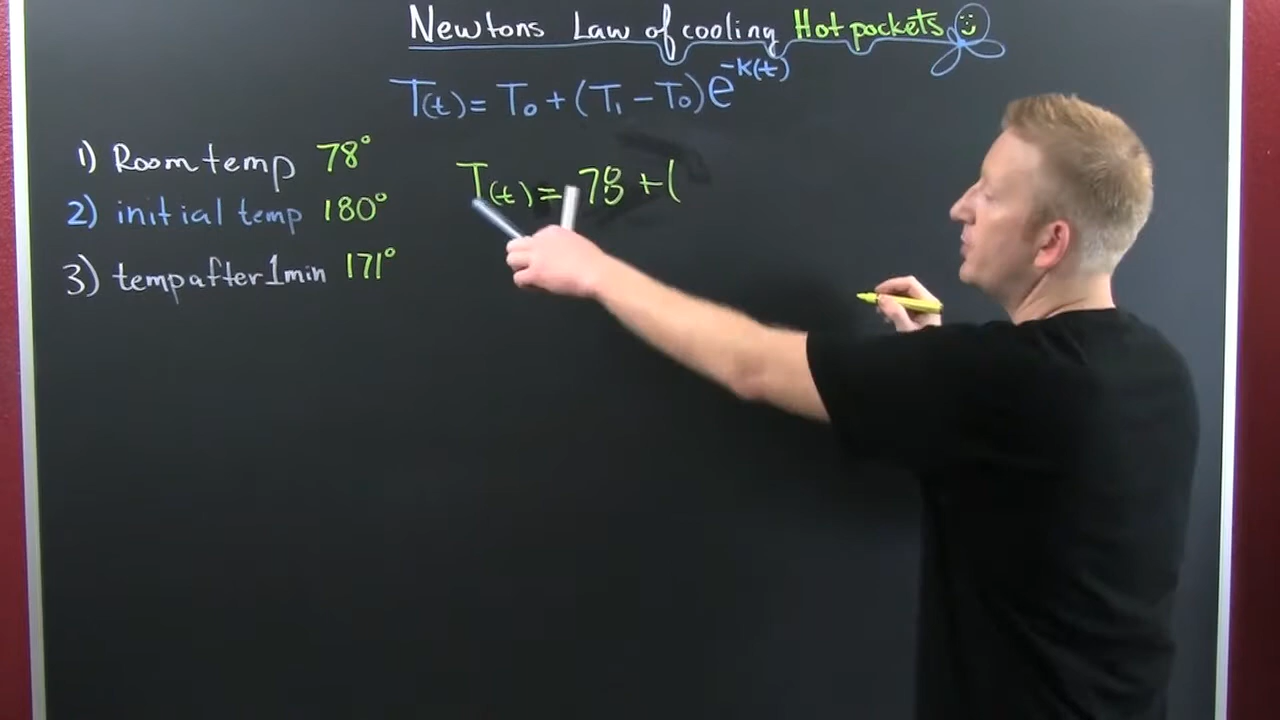 Newtons Law of cooling Hot pockets
T(t) = T₀ + (T₁ - T₀)e^-K(t)
1) Room temp 78°
T(t) = 78 + (
2) initial temp 180°
3) temp after 1 min 171°